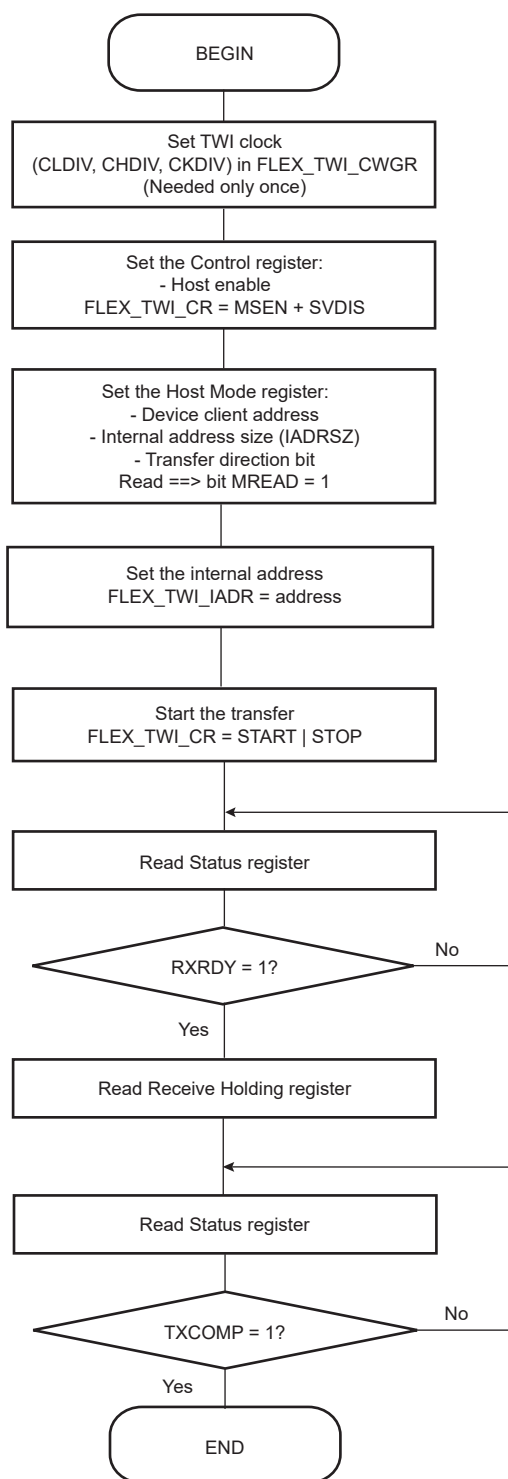 BEGIN
Set TWI clock
(CLDIV, CHDIV, CKDIV) in FLEX_TWI_CWGR
(Needed only once)
Set the Control register:
- Host enable
FLEX_TWI_CR = MSEN + SVDIS
Set the Host Mode register:
- Device client address
- Internal address size (IADRSZ)
- Transfer direction bit
Read ==> bit MREAD = 1
Set the internal address
FLEX_TWI_IADR = address
Start the transfer
FLEX_TWI_CR = START | STOP
Read Status register
RXRDY = 1?
No
Yes
Read Receive Holding register
Read Status register
TXCOMP = 1?
No
Yes
END